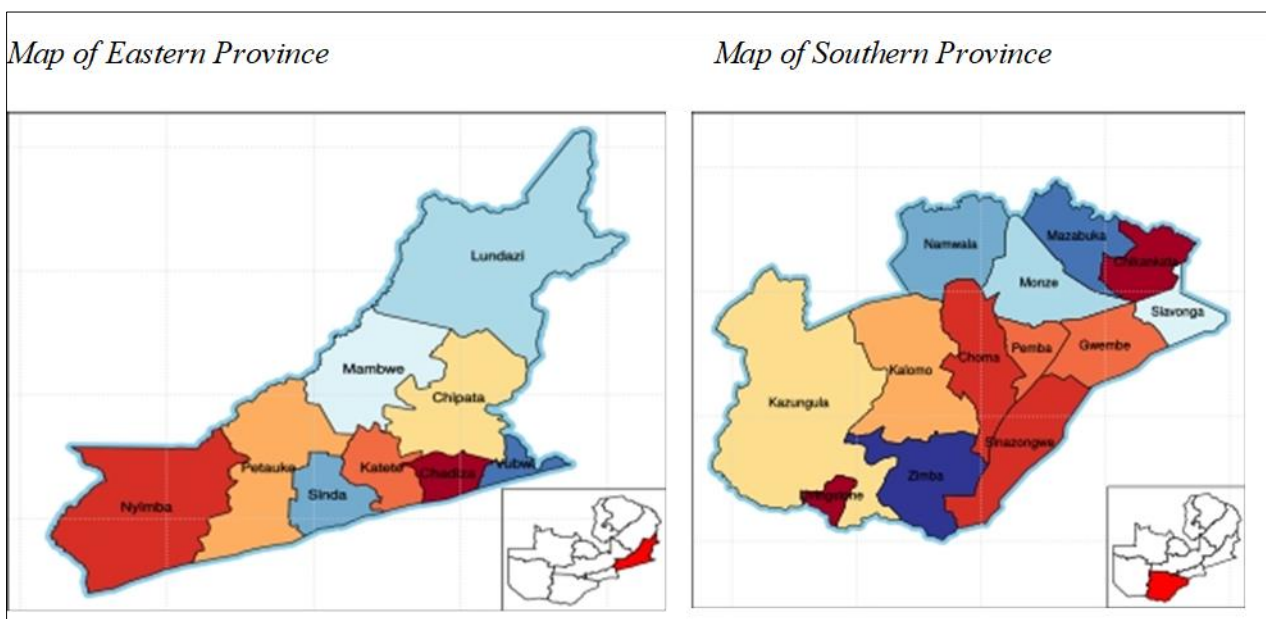 Map of Eastern Province
Map of Southern Province
Lundazi
Mambwe
Chipata
Petauke
Katete
Chadiza
Vubwi
Sinda
Nyimba
Namwala
Mazabuka
Chikankata
Monze
Siavonga
Kalomo
Choma
Pemba
Gwembe
Kazungula
Sinazongwe
Zimba
Livingstone